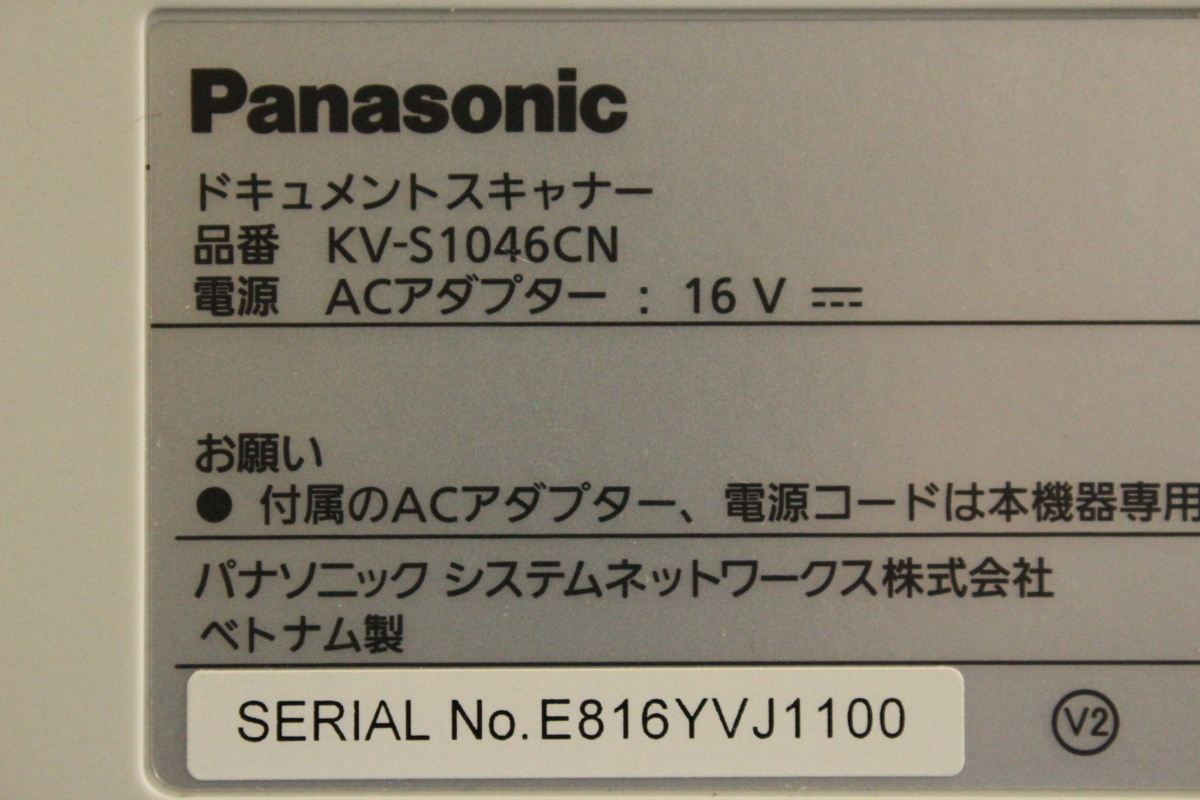 Panasonic
ドキュメントスキャナー
品番 KV-S1046CN
電源 ACアダプター : 16 V ⎓
お願い
● 付属のACアダプター、電源コードは本機器専用
パナソニック システムネットワークス株式会社
ベトナム製
SERIAL No.E816YVJ1100
V2